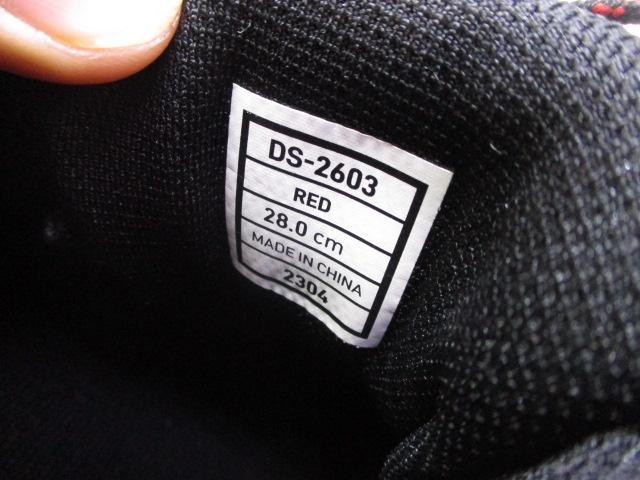 DS-2603
RED
28.0 cm
MADE IN CHINA
2304